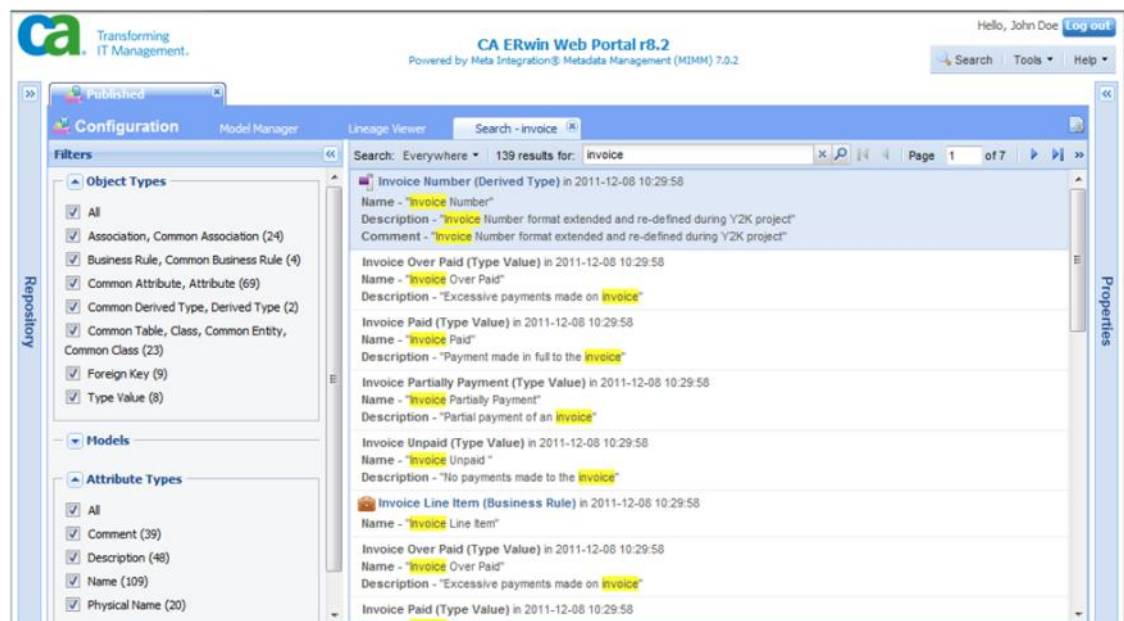 ca
Transforming
IT Management.
CA ERwin Web Portal r8.2
Powered by Meta Integration® Metadata Management (MIMM) 7.0.2
Hello, John Doe Log out
Search Tools Help
Published
Configuration Model Manager Lineage Viewer Search - invoice
Filters
Search: Everywhere 139 results for: invoice Page 1 of 7
Repository
Object Types
All
Association, Common Association (24)
Business Rule, Common Business Rule (4)
Common Attribute, Attribute (69)
Common Derived Type, Derived Type (2)
Common Table, Class, Common Entity,
Common Class (23)
Foreign Key (9)
Type Value (8)
Models
Attribute Types
All
Comment (39)
Description (48)
Name (109)
Physical Name (20)
Invoice Number (Derived Type) in 2011-12-08 10:29:58
Name - "Invoice Number"
Description - "Invoice Number format extended and re-defined during Y2K project"
Comment - "Invoice Number format extended and re-defined during Y2K project"
Invoice Over Paid (Type Value) in 2011-12-08 10:29:58
Name - "Invoice Over Paid"
Description - "Excessive payments made on invoice"
Invoice Paid (Type Value) in 2011-12-08 10:29:58
Name - "Invoice Paid"
Description - "Payment made in full to the invoice"
Invoice Partially Payment (Type Value) in 2011-12-08 10:29:58
Name - "Invoice Partially Payment"
Description - "Partial payment of an invoice"
Invoice Unpaid (Type Value) in 2011-12-08 10:29:58
Name - "Invoice Unpaid "
Description - "No payments made to the invoice"
Invoice Line Item (Business Rule) in 2011-12-08 10:29:58
Name - "Invoice Line Item"
Invoice Over Paid (Type Value) in 2011-12-08 10:29:58
Name - "Invoice Over Paid"
Description - "Excessive payments made on invoice"
Invoice Paid (Type Value) in 2011-12-08 10:29:58
Properties